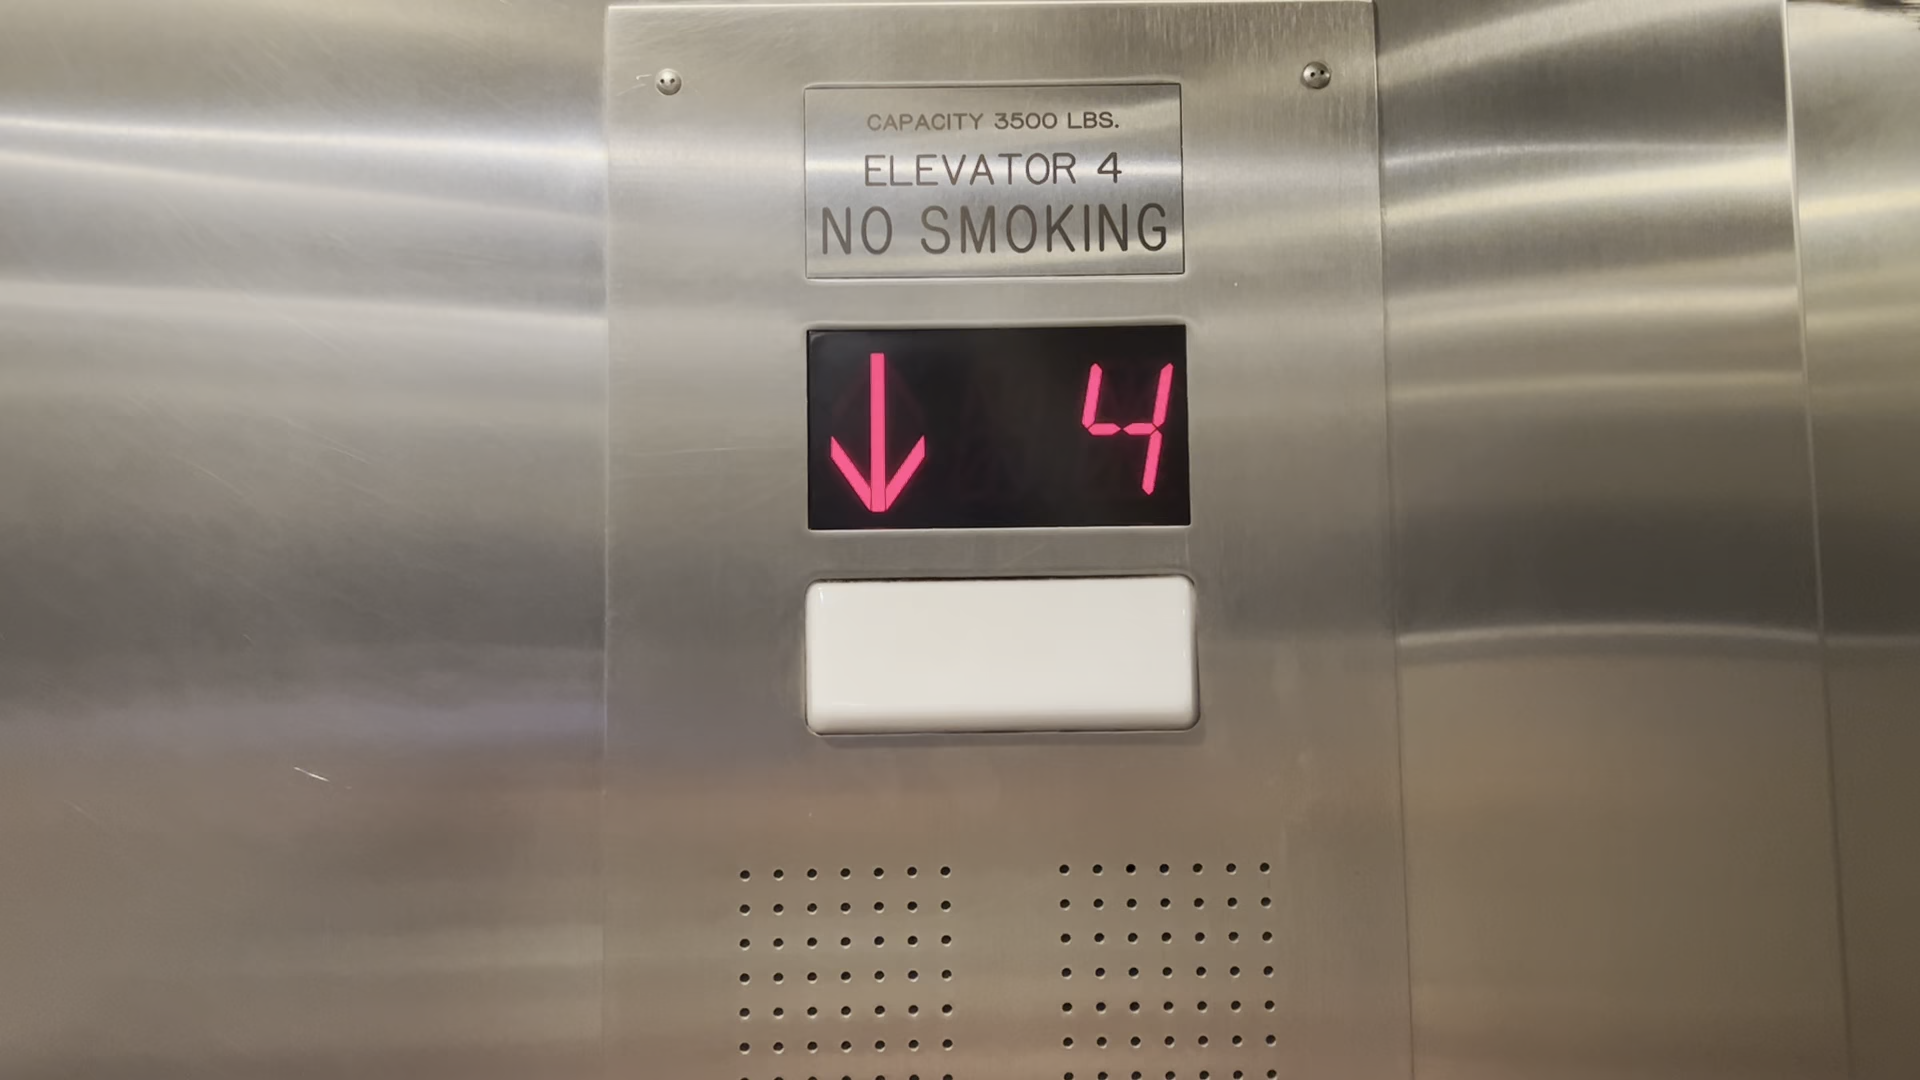 CAPACITY 3500 LBS.
ELEVATOR 4
NO SMOKING
↓ 4